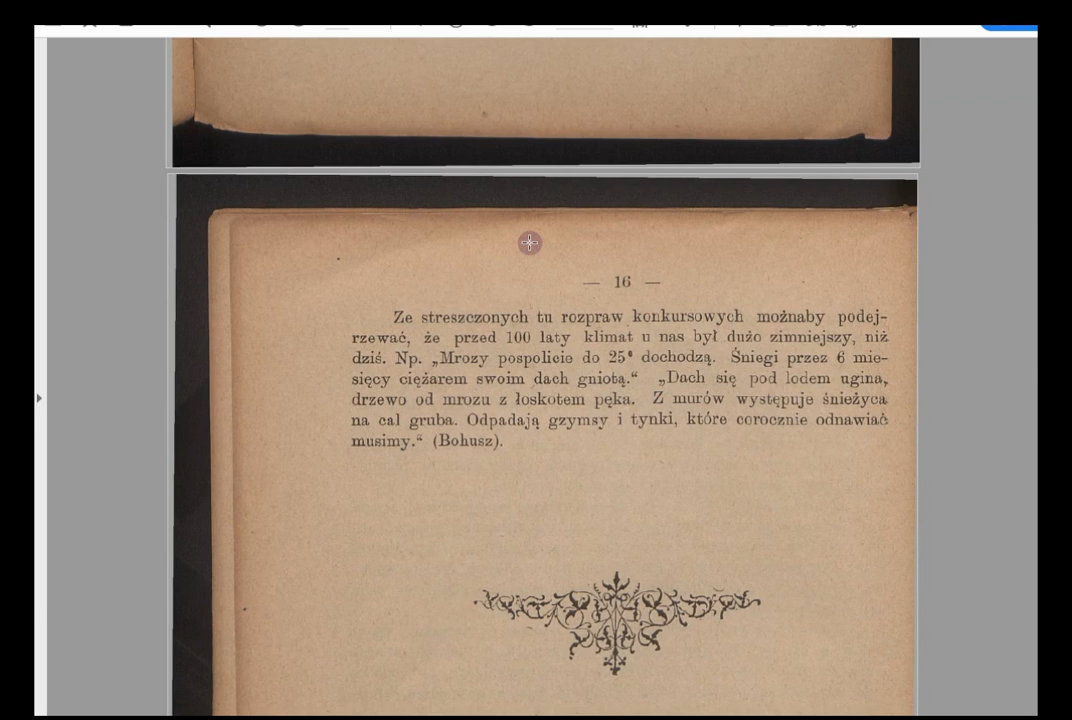 — 16 —
Ze streszczonych tu rozpraw konkursowych możnaby podej-
rzewać, że przed 100 laty klimat u nas był dużo zimniejszy, niż
dziś. Np. „Mrozy pospolicie do 25° dochodzą. Śniegi przez 6 mie-
sięcy ciężarem swoim dach gniotą.“ „Dach się pod lodem ugina,
drzewo od mrozu z łoskotem pęka. Z murów występuje śnieżyca
na cal gruba. Odpadają gzymsy i tynki, które corocznie odnawiać
musimy.“ (Bohusz).